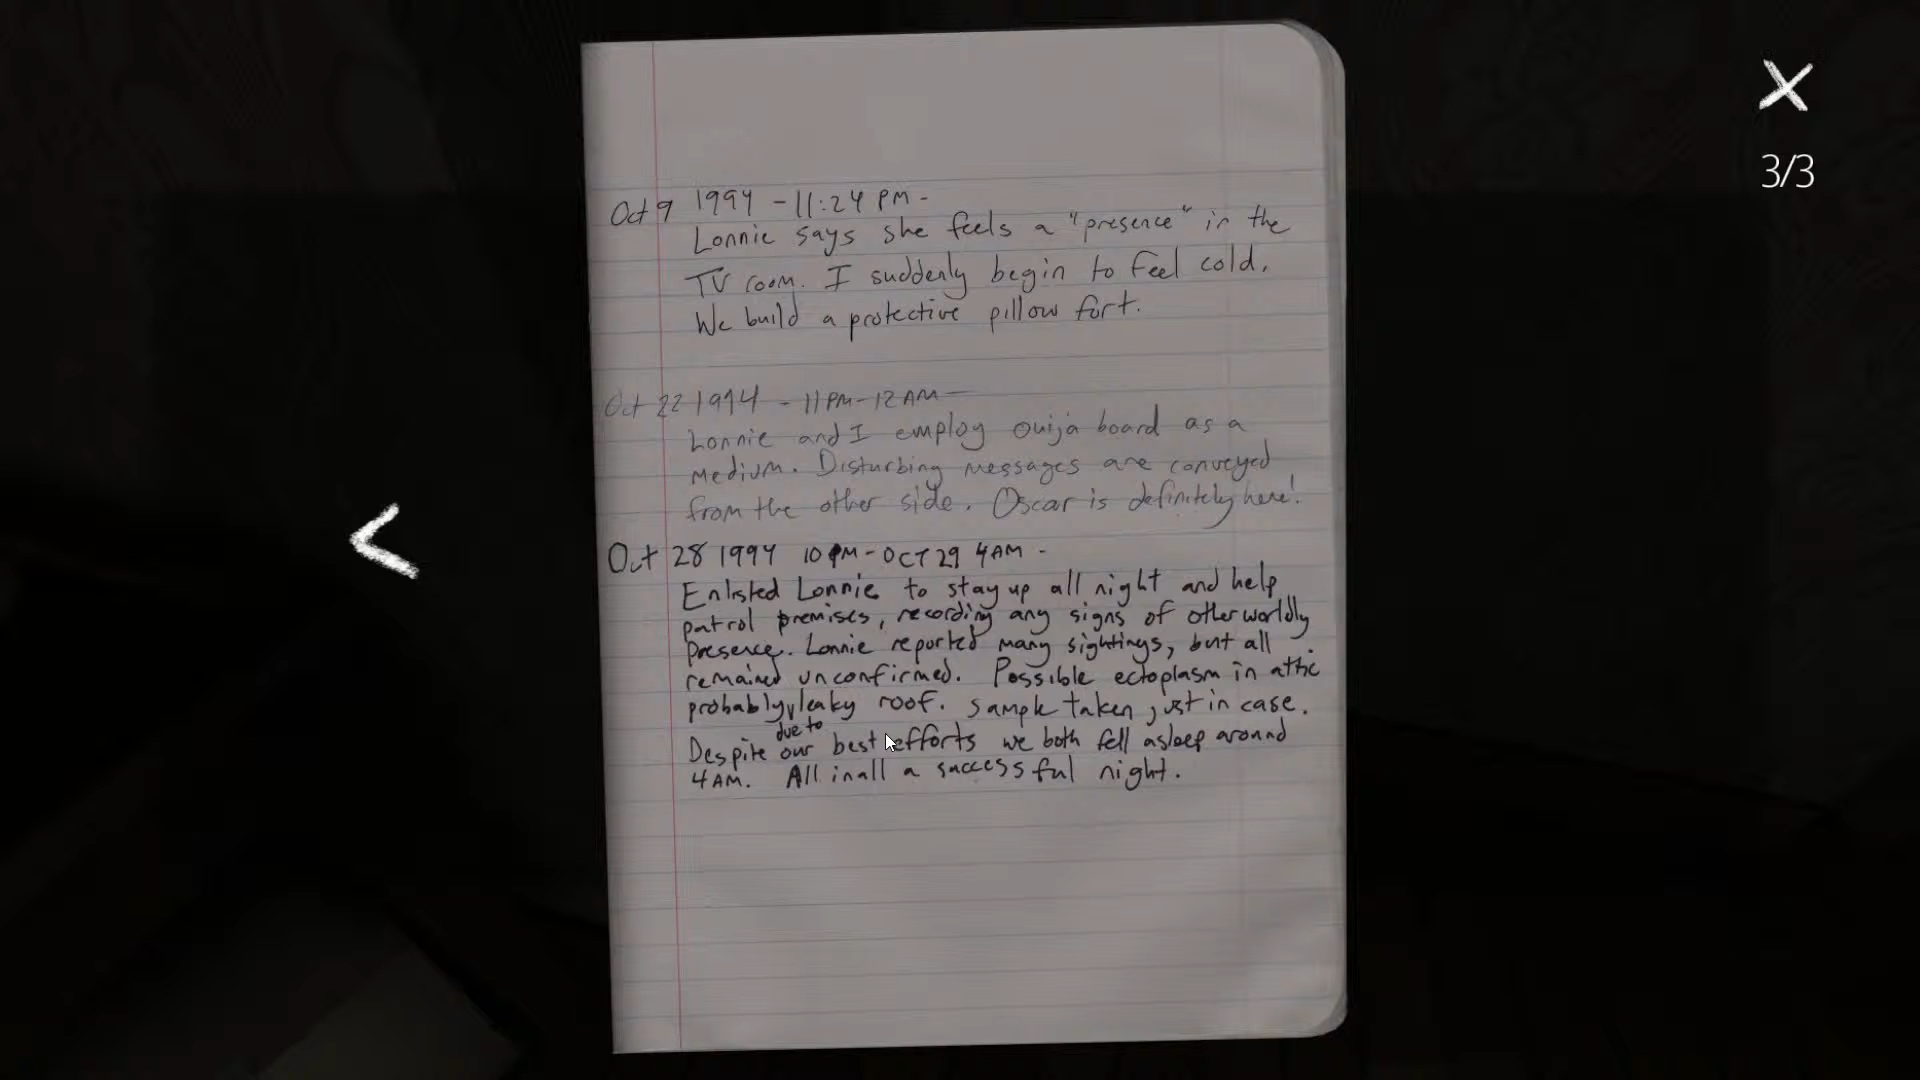 3/3
Oct 9 1994 - 11:24 PM -
Lonnie says she feels a "presence" in the
TV room. I suddenly begin to feel cold.
We build a protective pillow fort.
Oct 22 1994 - 11 PM - 12 AM -
Lonnie and I employ ouija board as a
medium. Disturbing messages are conveyed
from the other side. Oscar is definitely here!
Oct 28 1994 10 PM - OCT 29 4AM -
Enlisted Lonnie to stay up all night and help
patrol premises, recording any signs of otherworldly
presence. Lonnie reported many sightings, but all
remained unconfirmed. Possible ectoplasm in attic
probably leaky roof. Sample taken just in case.
due to
Despite our best efforts we both fell asleep around
4 AM. All in all a successful night.